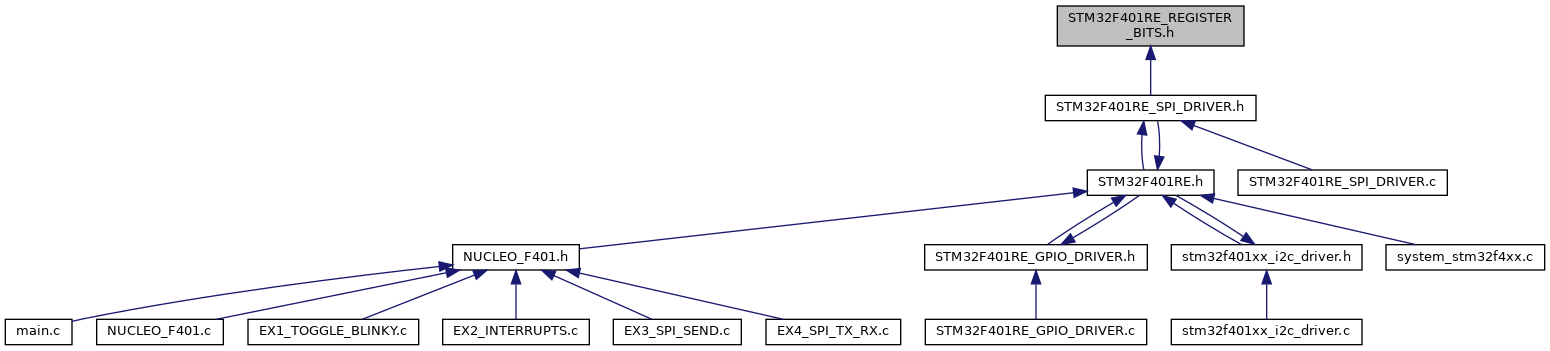 STM32F401RE_REGISTER
_BITS.h
STM32F401RE_SPI_DRIVER.h
STM32F401RE.h
STM32F401RE_SPI_DRIVER.c
NUCLEO_F401.h
STM32F401RE_GPIO_DRIVER.h
stm32f401xx_i2c_driver.h
system_stm32f4xx.c
main.c
NUCLEO_F401.c
EX1_TOGGLE_BLINKY.c
EX2_INTERRUPTS.c
EX3_SPI_SEND.c
EX4_SPI_TX_RX.c
STM32F401RE_GPIO_DRIVER.c
stm32f401xx_i2c_driver.c